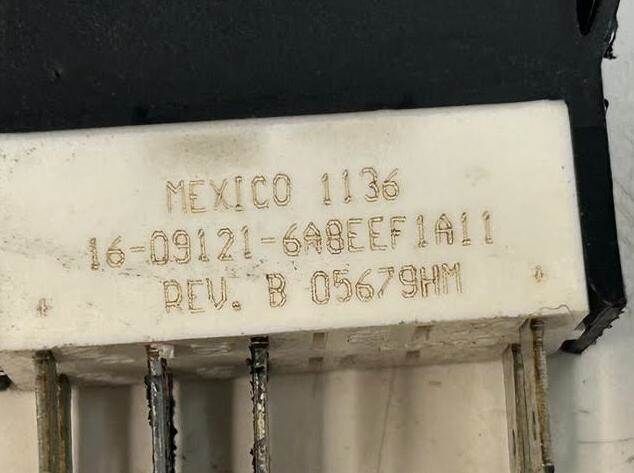 MEXICO 1136
16-09121-6A8EEF1A11
REV. B 05679HM